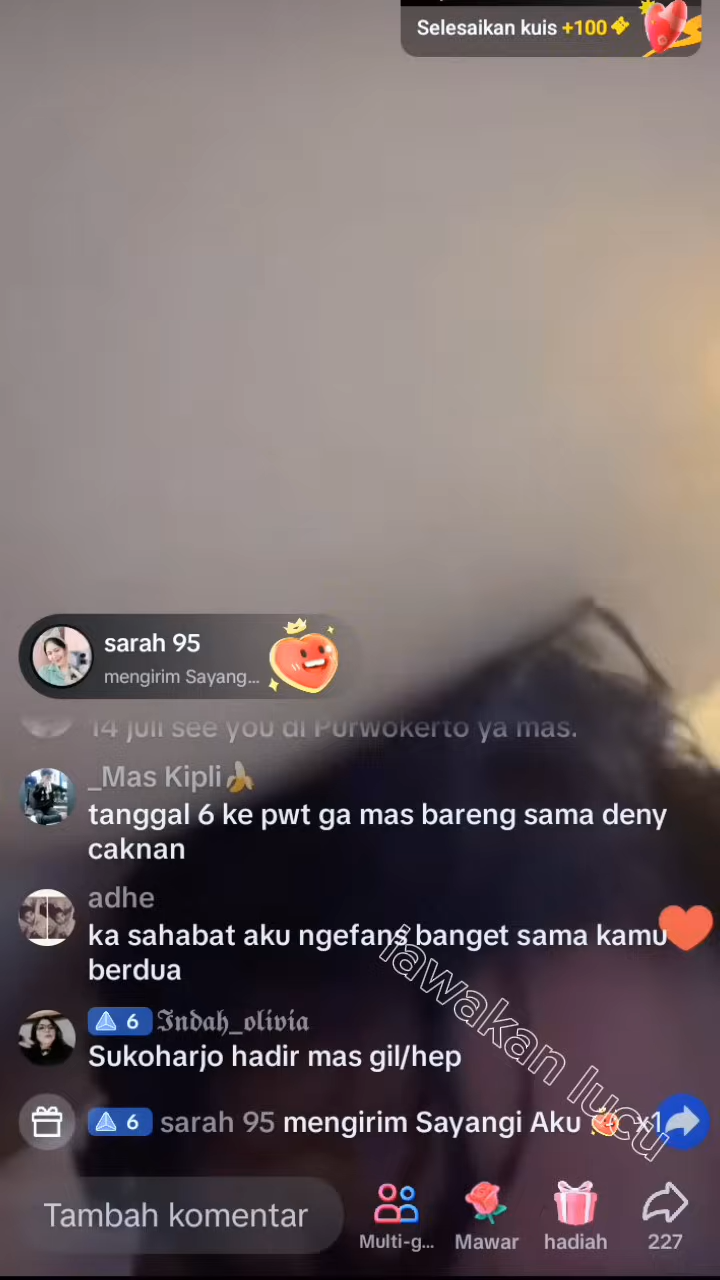 Selesaikan kuis +100
sarah 95
mengirim Sayang...
14 juli see you di Purwokerto ya mas.
_Mas Kipli🍌
tanggal 6 ke pwt ga mas bareng sama deny
caknan
adhe
ka sahabat aku ngefans banget sama kamu
berdua
6 𝕴𝖓𝖉𝖆𝖍_𝖔𝖑𝖎𝖛𝖎𝖆
Sukoharjo hadir mas gil/hep
6 sarah 95 mengirim Sayangi Aku x1
lawakan lucu
Tambah komentar
Multi-g...
Mawar
hadiah
227